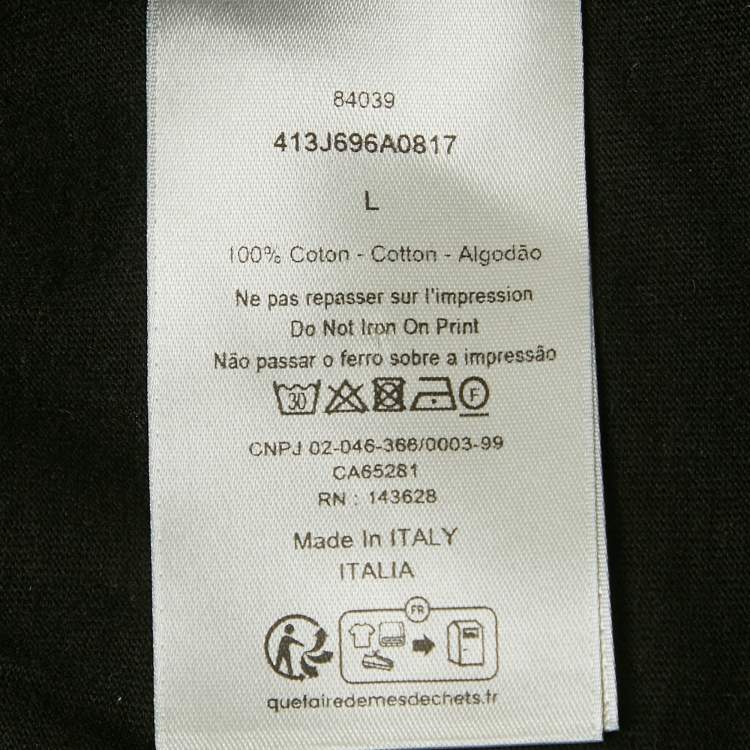 84039
413J696A0817
L
100% Coton - Cotton - Algodão
Ne pas repasser sur l'impression
Do Not Iron On Print
Não passar o ferro sobre a impressão
30 F
CNPJ 02-046-366/0003-99
CA65281
RN : 143628
Made In ITALY
ITALIA
FR
quefairedemesdechets.fr